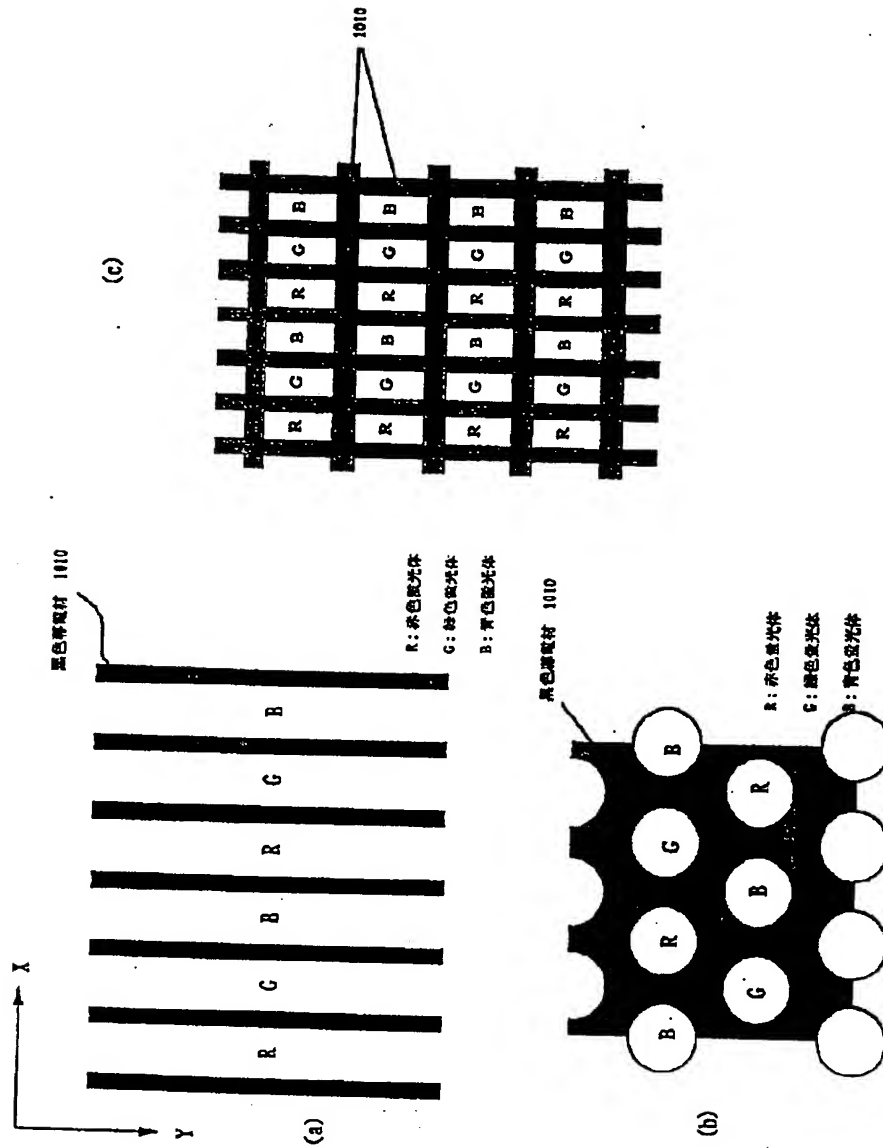 X
Y
(a)
R G B R G B
黒色導電材 1010
R : 赤色蛍光体
G : 緑色蛍光体
B : 青色蛍光体
(b)
B R G B
G B R
黒色導電材 1010
R : 赤色蛍光体
G : 緑色蛍光体
B : 青色蛍光体
(c)
R G B R G B
R G B R G B
R G B R G B
R G B R G B
1010